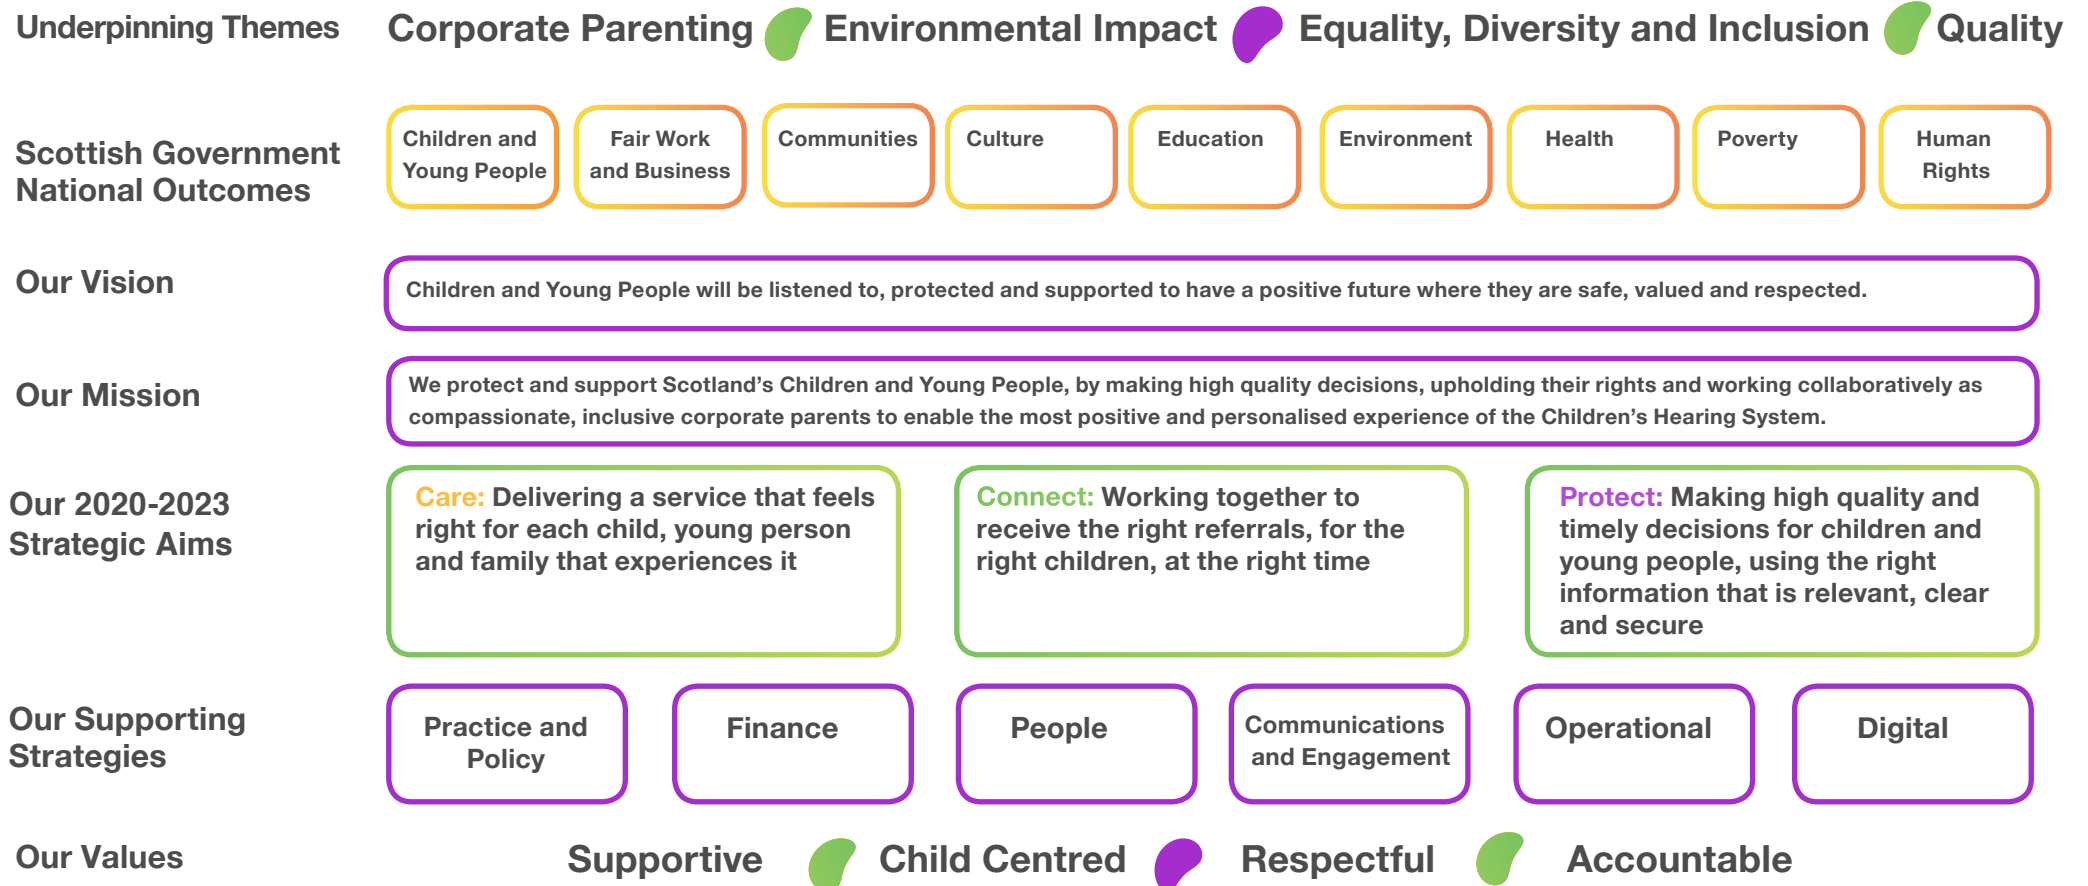 Underpinning Themes
Corporate Parenting Environmental Impact Equality, Diversity and Inclusion Quality
Scottish Government
National Outcomes
Children and
Young People
Fair Work
and Business
Communities
Culture
Education
Environment
Health
Poverty
Human
Rights
Our Vision
Children and Young People will be listened to, protected and supported to have a positive future where they are safe, valued and respected.
Our Mission
We protect and support Scotland’s Children and Young People, by making high quality decisions, upholding their rights and working collaboratively as
compassionate, inclusive corporate parents to enable the most positive and personalised experience of the Children’s Hearing System.
Our 2020-2023
Strategic Aims
Care: Delivering a service that feels
right for each child, young person
and family that experiences it
Connect: Working together to
receive the right referrals, for the
right children, at the right time
Protect: Making high quality and
timely decisions for children and
young people, using the right
information that is relevant, clear
and secure
Our Supporting
Strategies
Practice and
Policy
Finance
People
Communications
and Engagement
Operational
Digital
Our Values
Supportive Child Centred Respectful Accountable